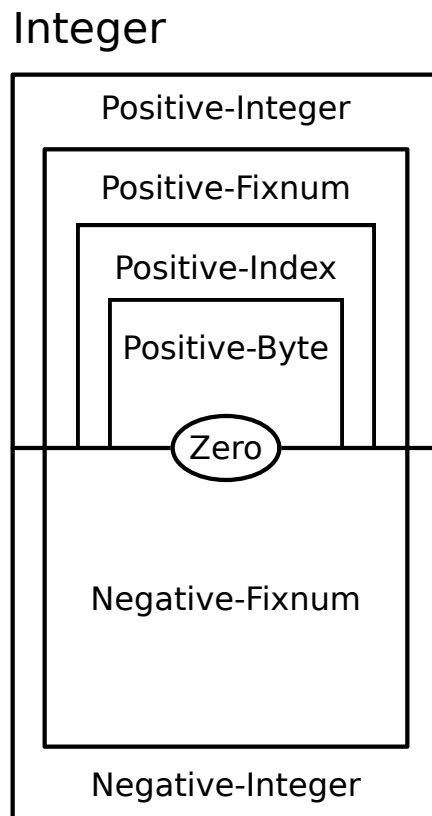 Integer
Positive-Integer
Positive-Fixnum
Positive-Index
Positive-Byte
Zero
Negative-Fixnum
Negative-Integer